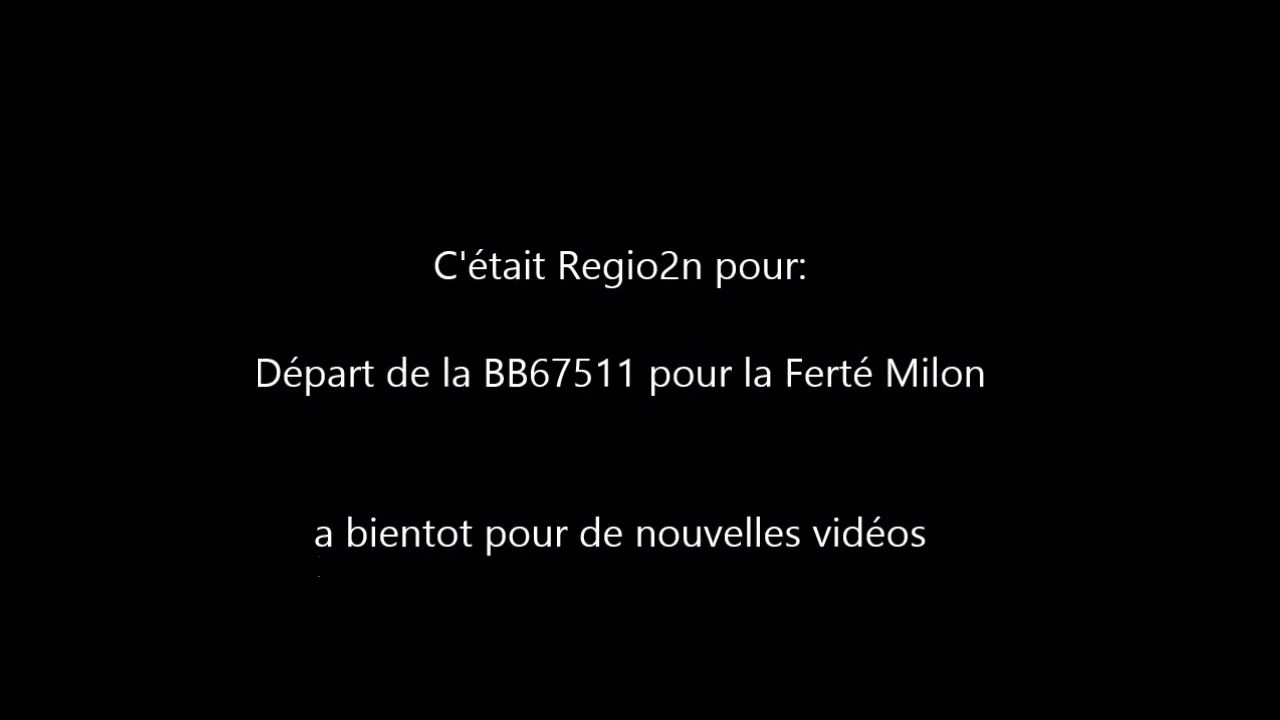 C'était Regio2n pour:
Départ de la BB67511 pour la Ferté Milon
a bientot pour de nouvelles vidéos